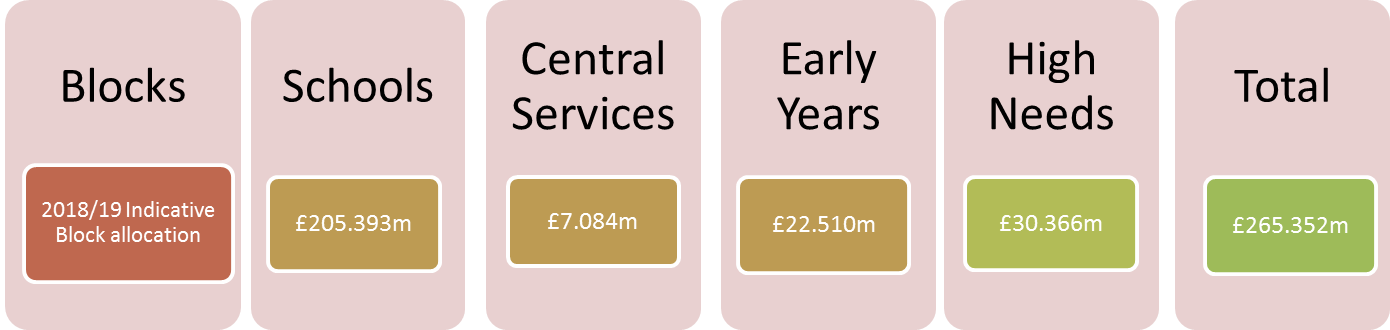 Blocks
2018/19 Indicative
Block allocation
Schools
£205.393m
Central
Services
£7.084m
Early
Years
£22.510m
High
Needs
£30.366m
Total
£265.352m